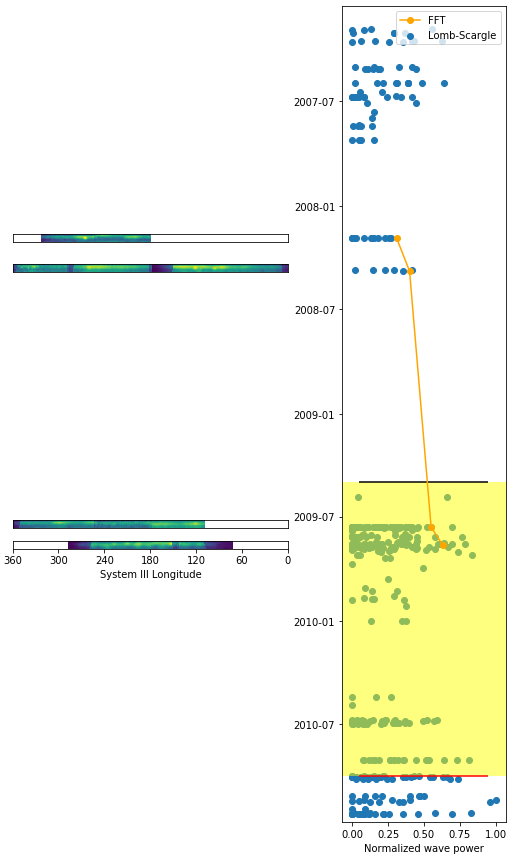 FFT
Lomb-Scargle
2007-07
2008-01
2008-07
2009-01
2009-07
2010-01
2010-07
360 300 240 180 120 60 0
System III Longitude
0.00 0.25 0.50 0.75 1.00
Normalized wave power